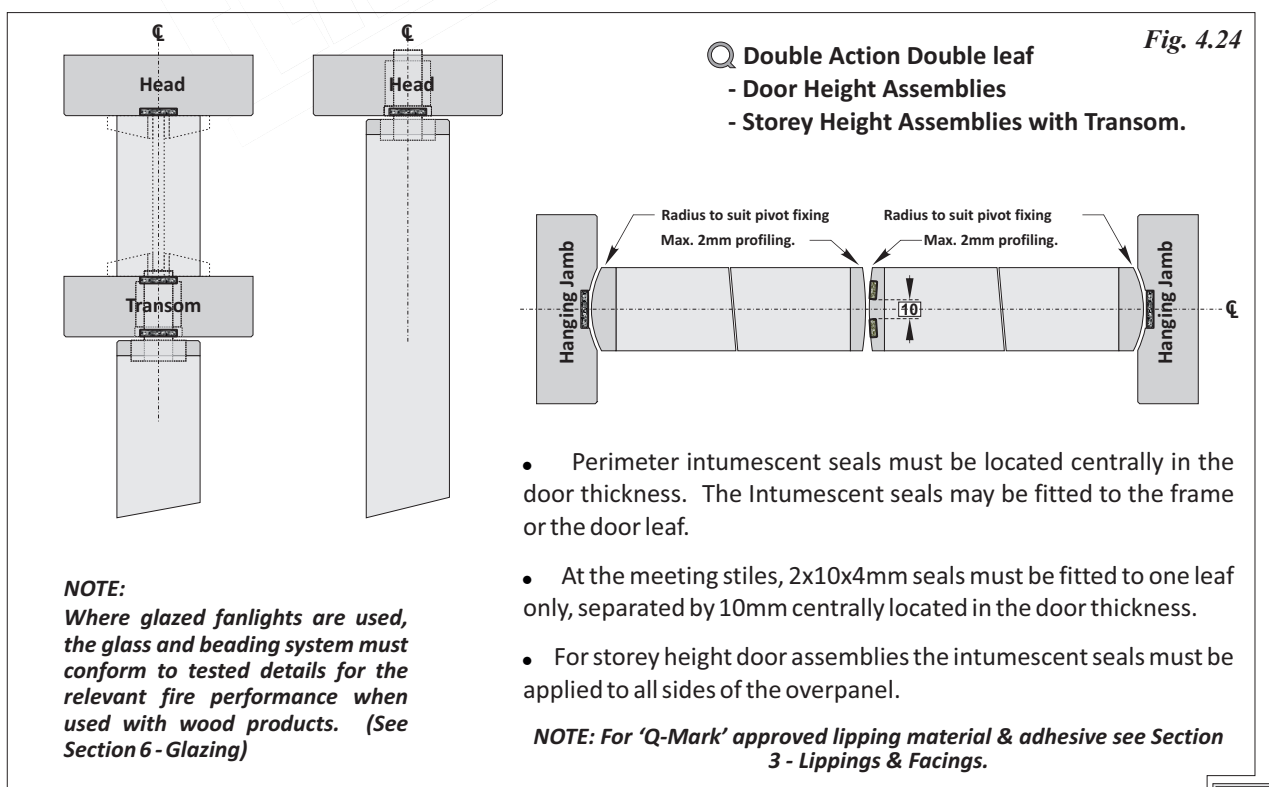 Fig. 4.24
Q Double Action Double leaf
- Door Height Assemblies
- Storey Height Assemblies with Transom.
℄
Head
Transom
℄
Head
Radius to suit pivot fixing
Radius to suit pivot fixing
Max. 2mm profiling.
Max. 2mm profiling.
Hanging Jamb
10
Hanging Jamb
℄
• Perimeter intumescent seals must be located centrally in the
door thickness. The Intumescent seals may be fitted to the frame
or the door leaf.
• At the meeting stiles, 2x10x4mm seals must be fitted to one leaf
only, separated by 10mm centrally located in the door thickness.
• For storey height door assemblies the intumescent seals must be
applied to all sides of the overpanel.
NOTE: For ‘Q-Mark’ approved lipping material & adhesive see Section
3 - Lippings & Facings.
NOTE:
Where glazed fanlights are used,
the glass and beading system must
conform to tested details for the
relevant fire performance when
used with wood products. (See
Section 6 - Glazing)